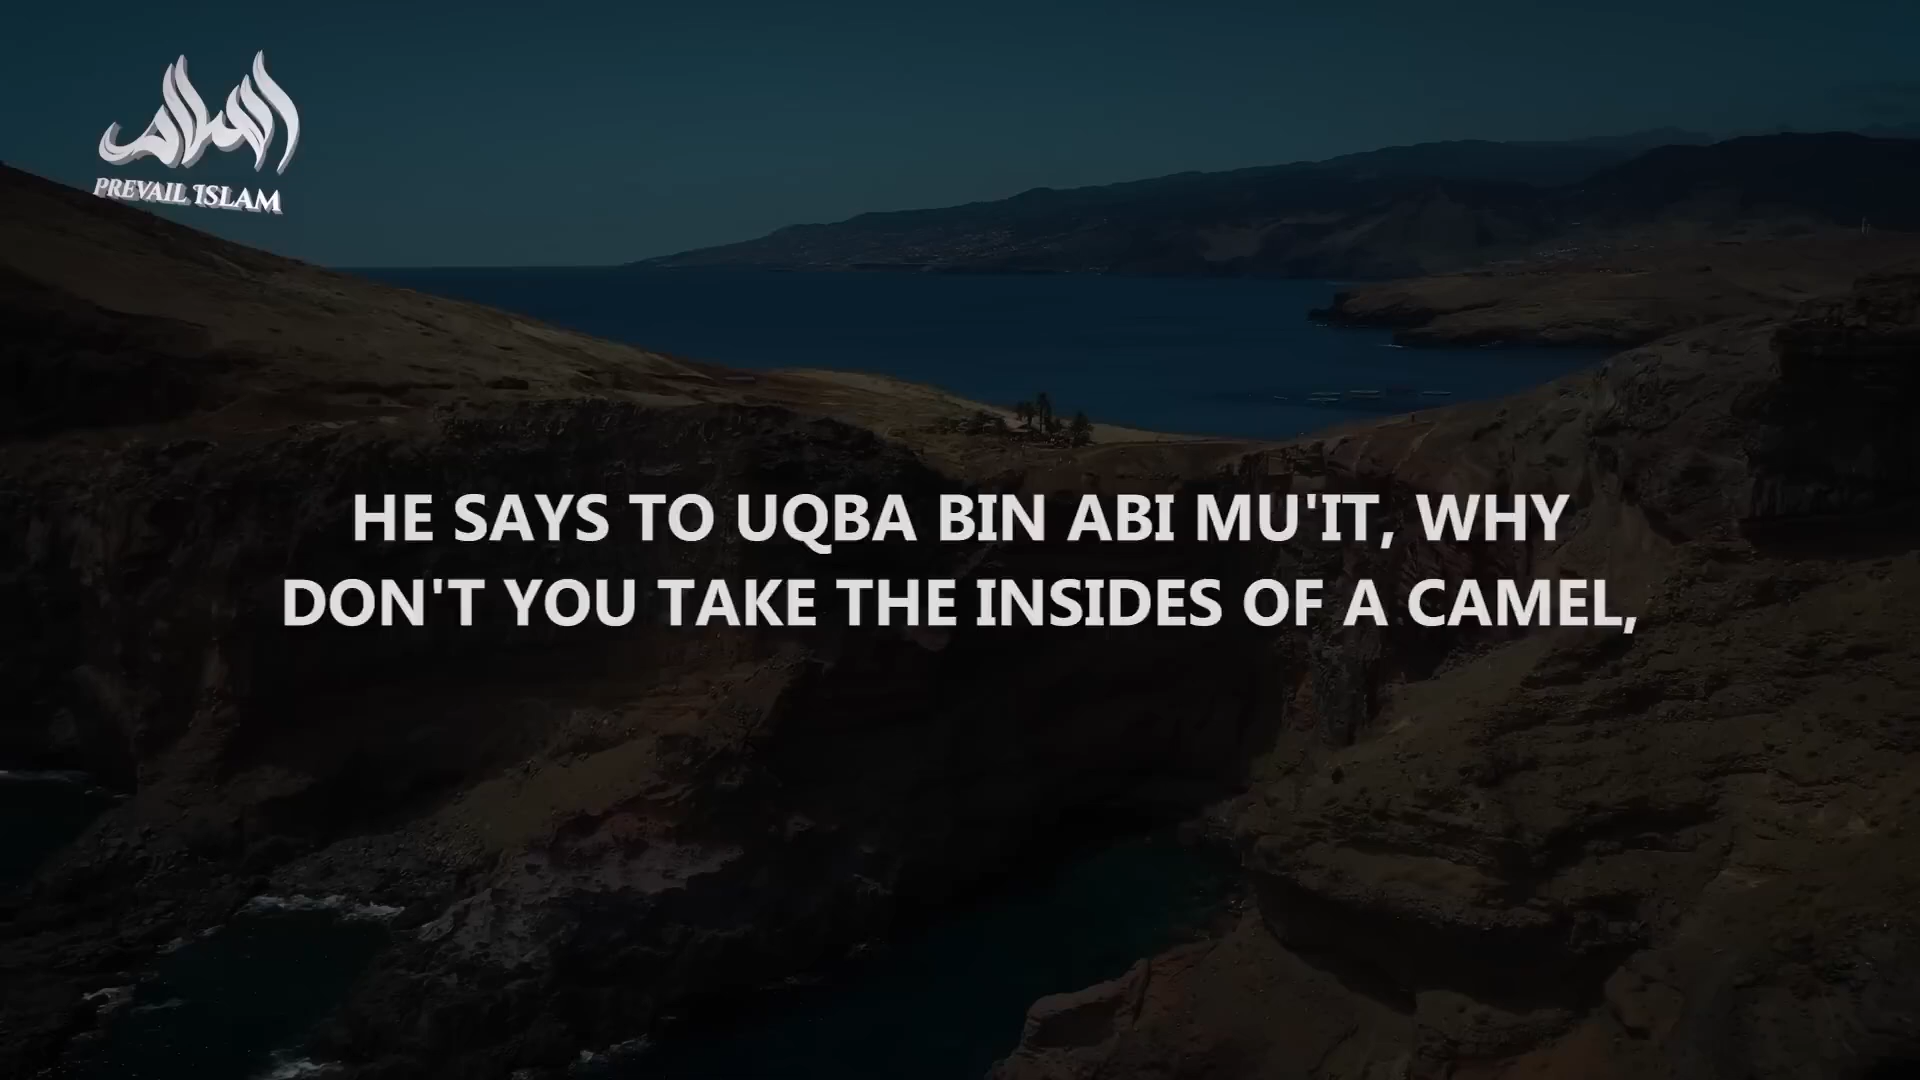 PREVAIL ISLAM
HE SAYS TO UQBA BIN ABI MU'IT, WHY
DON'T YOU TAKE THE INSIDES OF A CAMEL,